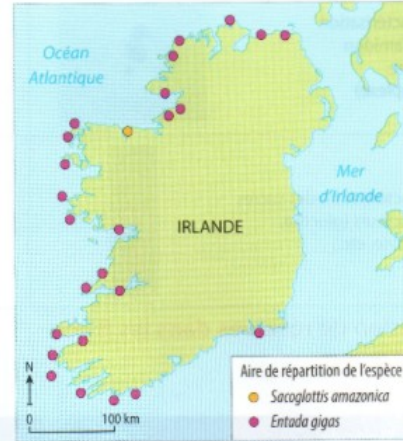 Océan
Atlantique
Mer
d'Irlande
IRLANDE
N
0 100 km
Aire de répartition de l'espèce
Sacoglottis amazonica
Entada gigas